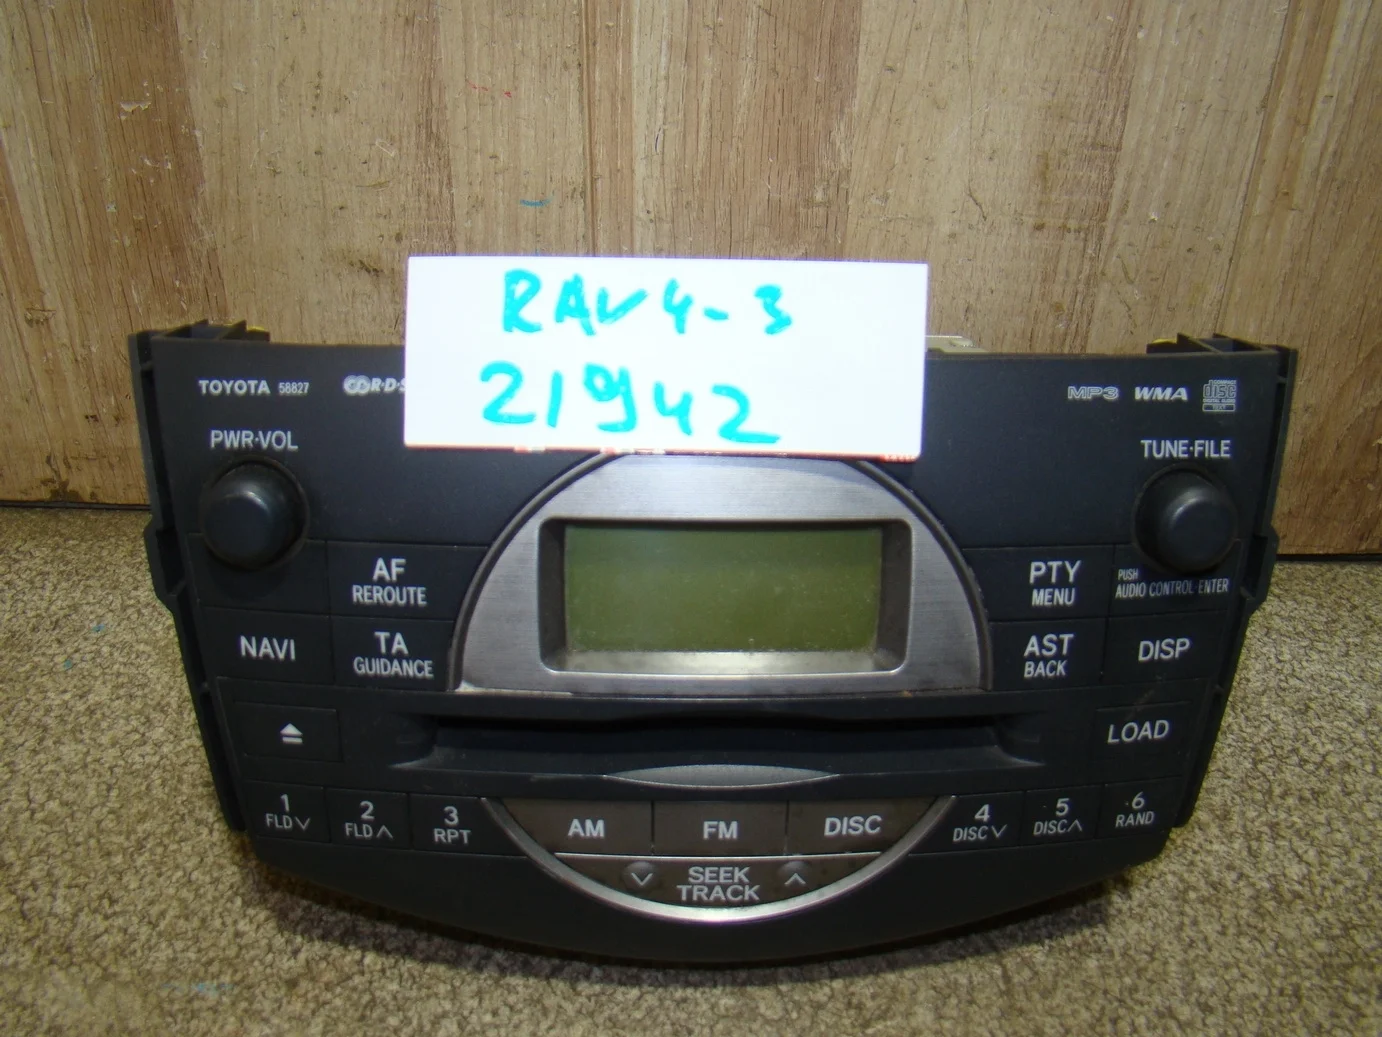 RAV4-3
21942
TOYOTA 58827
R·D·S
MP3 WMA
DISC
PWR·VOL
TUNE·FILE
AF
REROUTE
PTY
MENU
PUSH
AUDIO CONTROL ENTER
NAVI
TA
GUIDANCE
AST
BACK
DISP
LOAD
1
FLD
2
FLD
3
RPT
AM
FM
DISC
4
DISC
5
DISC
6
RAND
SEEK
TRACK